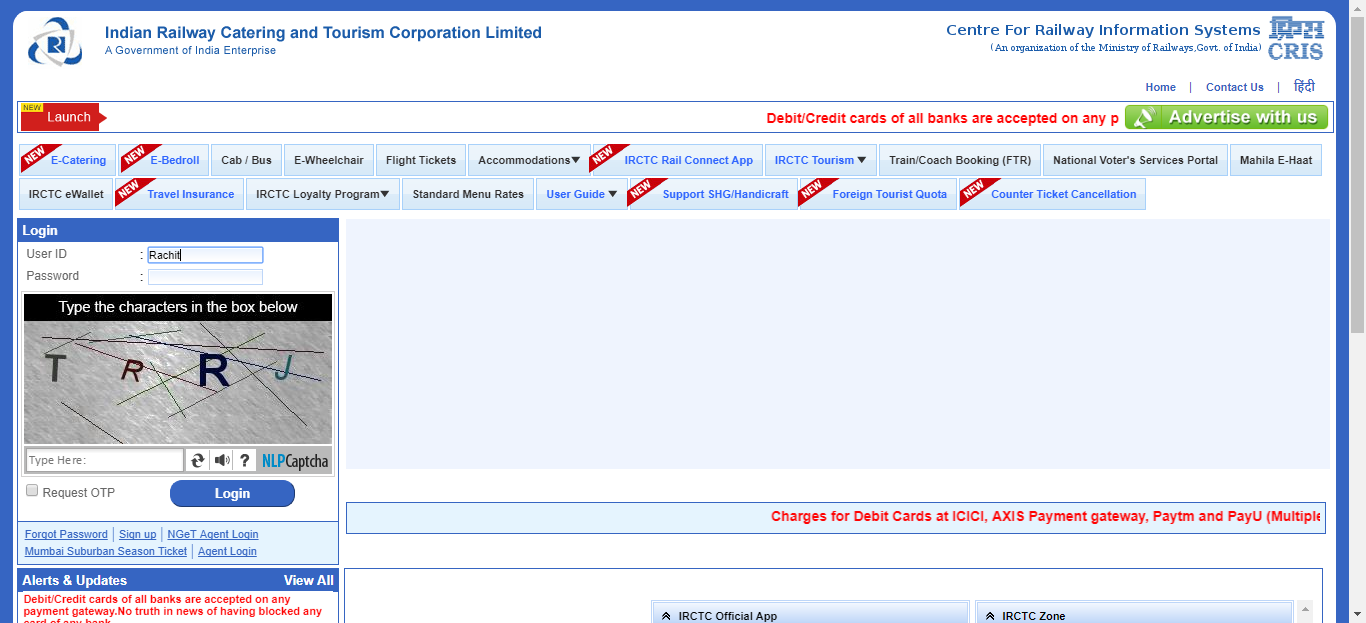 Indian Railway Catering and Tourism Corporation Limited
A Government of India Enterprise
Centre For Railway Information Systems
(An organization of the Ministry of Railways,Govt. of India)
CRIS
Home | Contact Us | हिंदी
NEW
Launch
Debit/Credit cards of all banks are accepted on any p
Advertise with us
NEW E-Catering NEW E-Bedroll Cab / Bus E-Wheelchair Flight Tickets Accommodations▼ NEW IRCTC Rail Connect App IRCTC Tourism ▼ Train/Coach Booking (FTR) National Voter's Services Portal Mahila E-Haat
IRCTC eWallet NEW Travel Insurance IRCTC Loyalty Program▼ Standard Menu Rates User Guide ▼ NEW Support SHG/Handicraft NEW Foreign Tourist Quota NEW Counter Ticket Cancellation
Login
User ID : Rachit
Password :
Type the characters in the box below
Type Here: ? NLPCaptcha
Request OTP Login
Forgot Password | Sign up | NGeT Agent Login
Mumbai Suburban Season Ticket | Agent Login
Charges for Debit Cards at ICICI, AXIS Payment gateway, Paytm and PayU (Multiple
Alerts & Updates View All
Debit/Credit cards of all banks are accepted on any
payment gateway.No truth in news of having blocked any
card of any bank
IRCTC Official App
IRCTC Zone